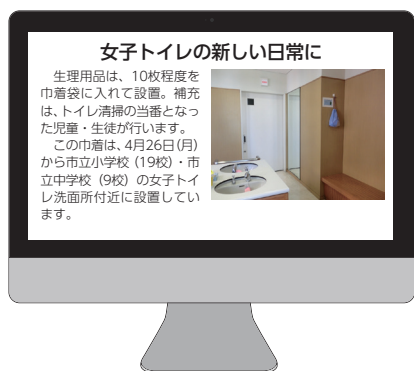 女子トイレの新しい日常に
生理用品は、10枚程度を
巾着袋に入れて設置。補充
は、トイレ清掃の当番となっ
た児童・生徒が行います。
この巾着は、4月26日(月)
から市立小学校（19校）・市
立中学校（9校）の女子トイ
レ洗面所付近に設置してい
ます。